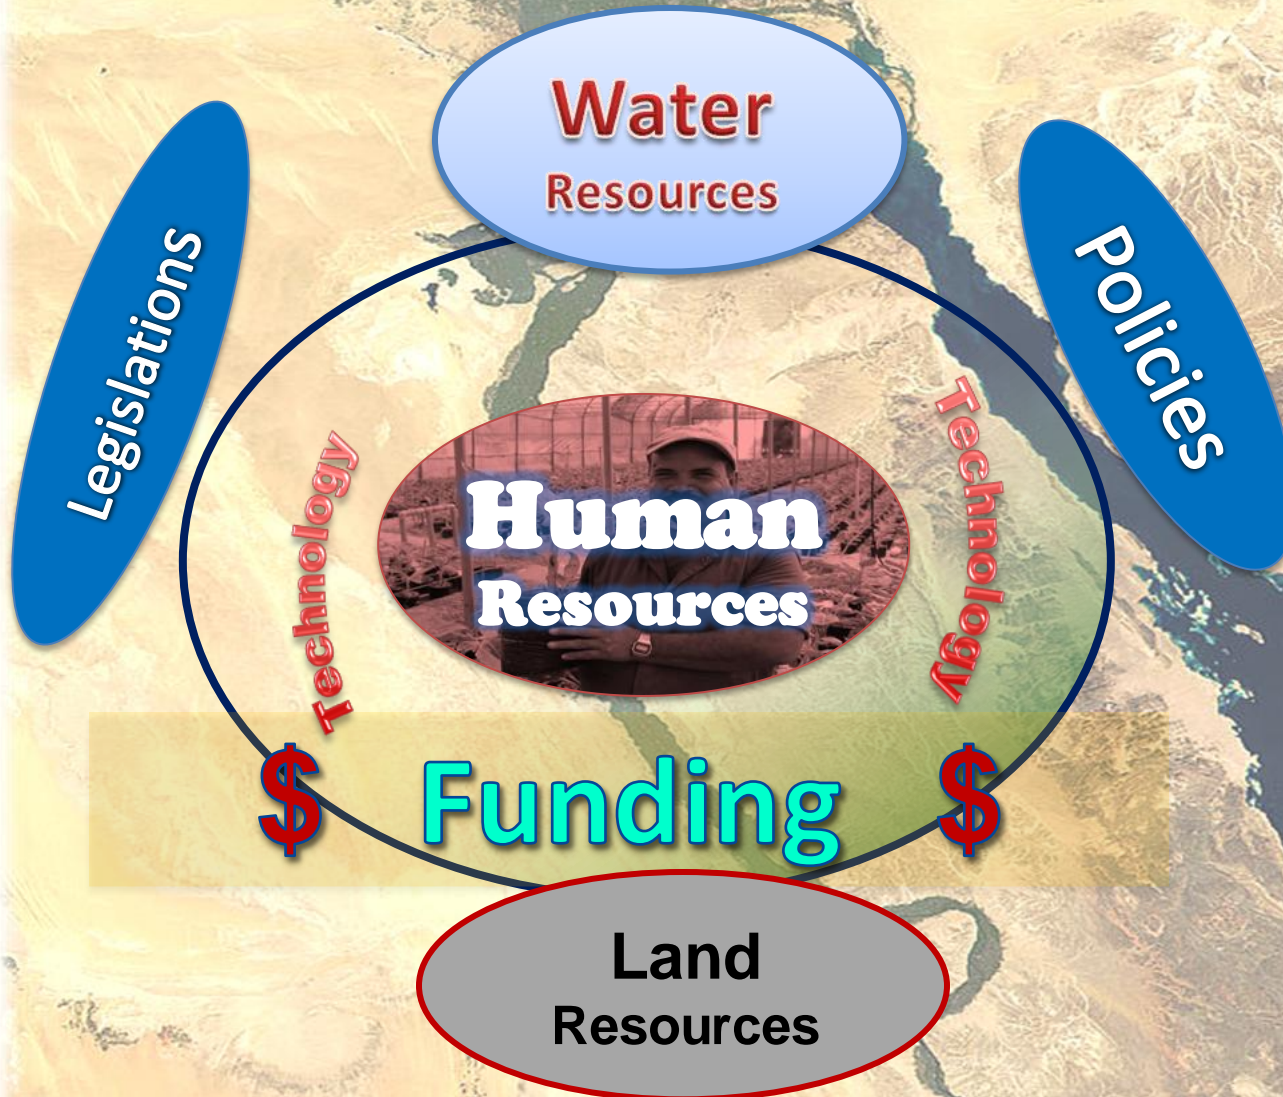 Water
Resources
Legislations
Policies
Technology
Technology
Human
Resources
$ Funding $
Land
Resources